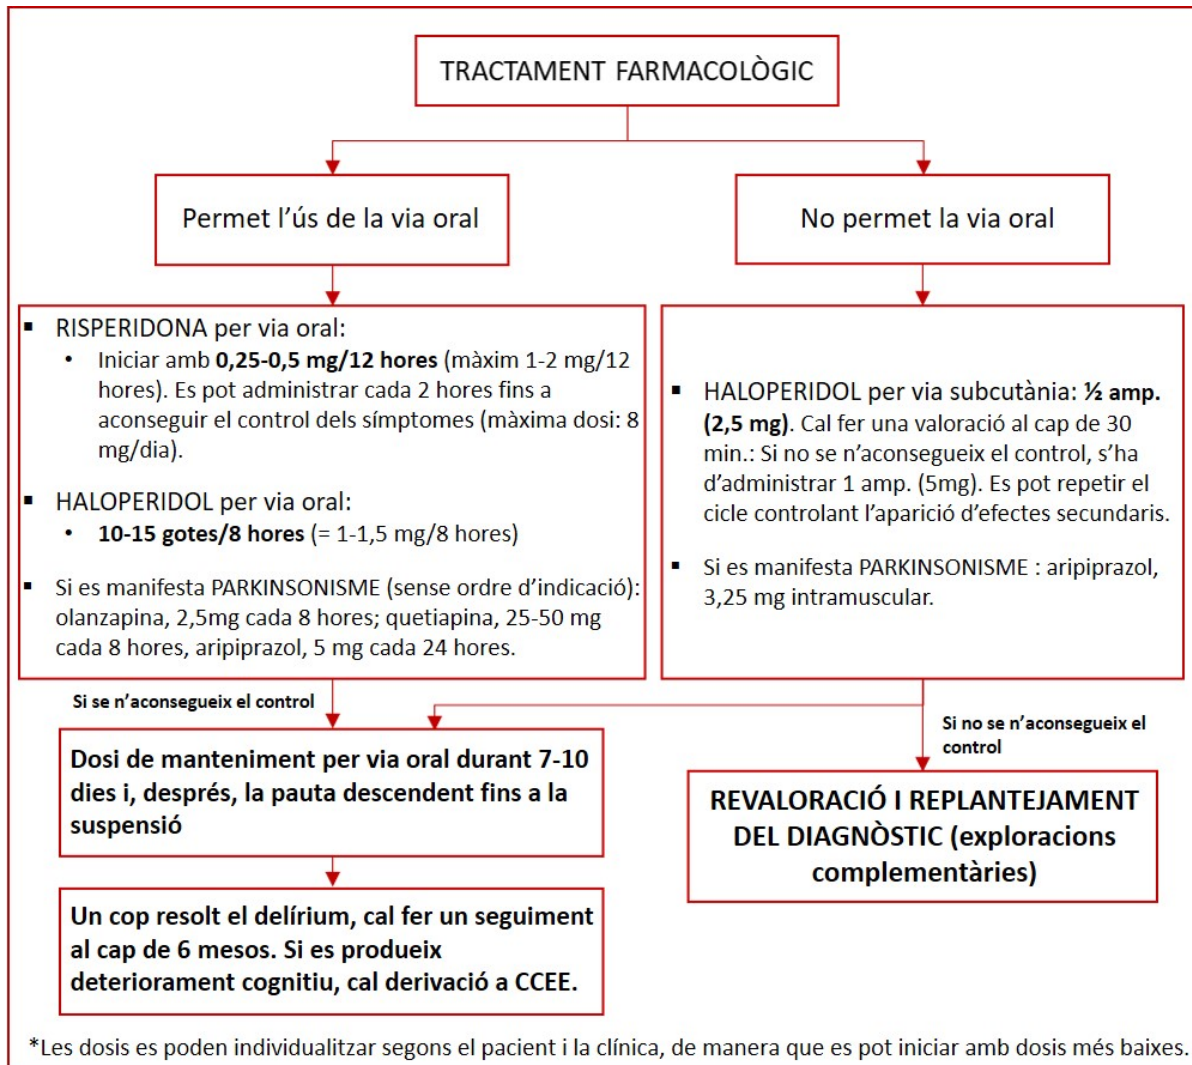 TRACTAMENT FARMACOLÒGIC
Permet l'ús de la via oral
No permet la via oral
▪ RISPERIDONA per via oral:
• Iniciar amb 0,25-0,5 mg/12 hores (màxim 1-2 mg/12
hores). Es pot administrar cada 2 hores fins a
aconseguir el control dels símptomes (màxima dosi: 8
mg/dia).
▪ HALOPERIDOL per via oral:
• 10-15 gotes/8 hores (= 1-1,5 mg/8 hores)
▪ Si es manifesta PARKINSONISME (sense ordre d'indicació):
olanzapina, 2,5mg cada 8 hores; quetiapina, 25-50 mg
cada 8 hores, aripiprazol, 5 mg cada 24 hores.
▪ HALOPERIDOL per via subcutània: ½ amp.
(2,5 mg). Cal fer una valoració al cap de 30
min.: Si no se n'aconsegueix el control, s'ha
d'administrar 1 amp. (5mg). Es pot repetir el
cicle controlant l'aparició d'efectes secundaris.
▪ Si es manifesta PARKINSONISME : aripiprazol,
3,25 mg intramuscular.
Si se n'aconsegueix el control
Si no se n'aconsegueix el
control
Dosi de manteniment per via oral durant 7-10
dies i, després, la pauta descendent fins a la
suspensió
REVALORACIÓ I REPLANTEJAMENT
DEL DIAGNÒSTIC (exploracions
complementàries)
Un cop resolt el delírium, cal fer un seguiment
al cap de 6 mesos. Si es produeix
deteriorament cognitiu, cal derivació a CCEE.
*Les dosis es poden individualitzar segons el pacient i la clínica, de manera que es pot iniciar amb dosis més baixes.